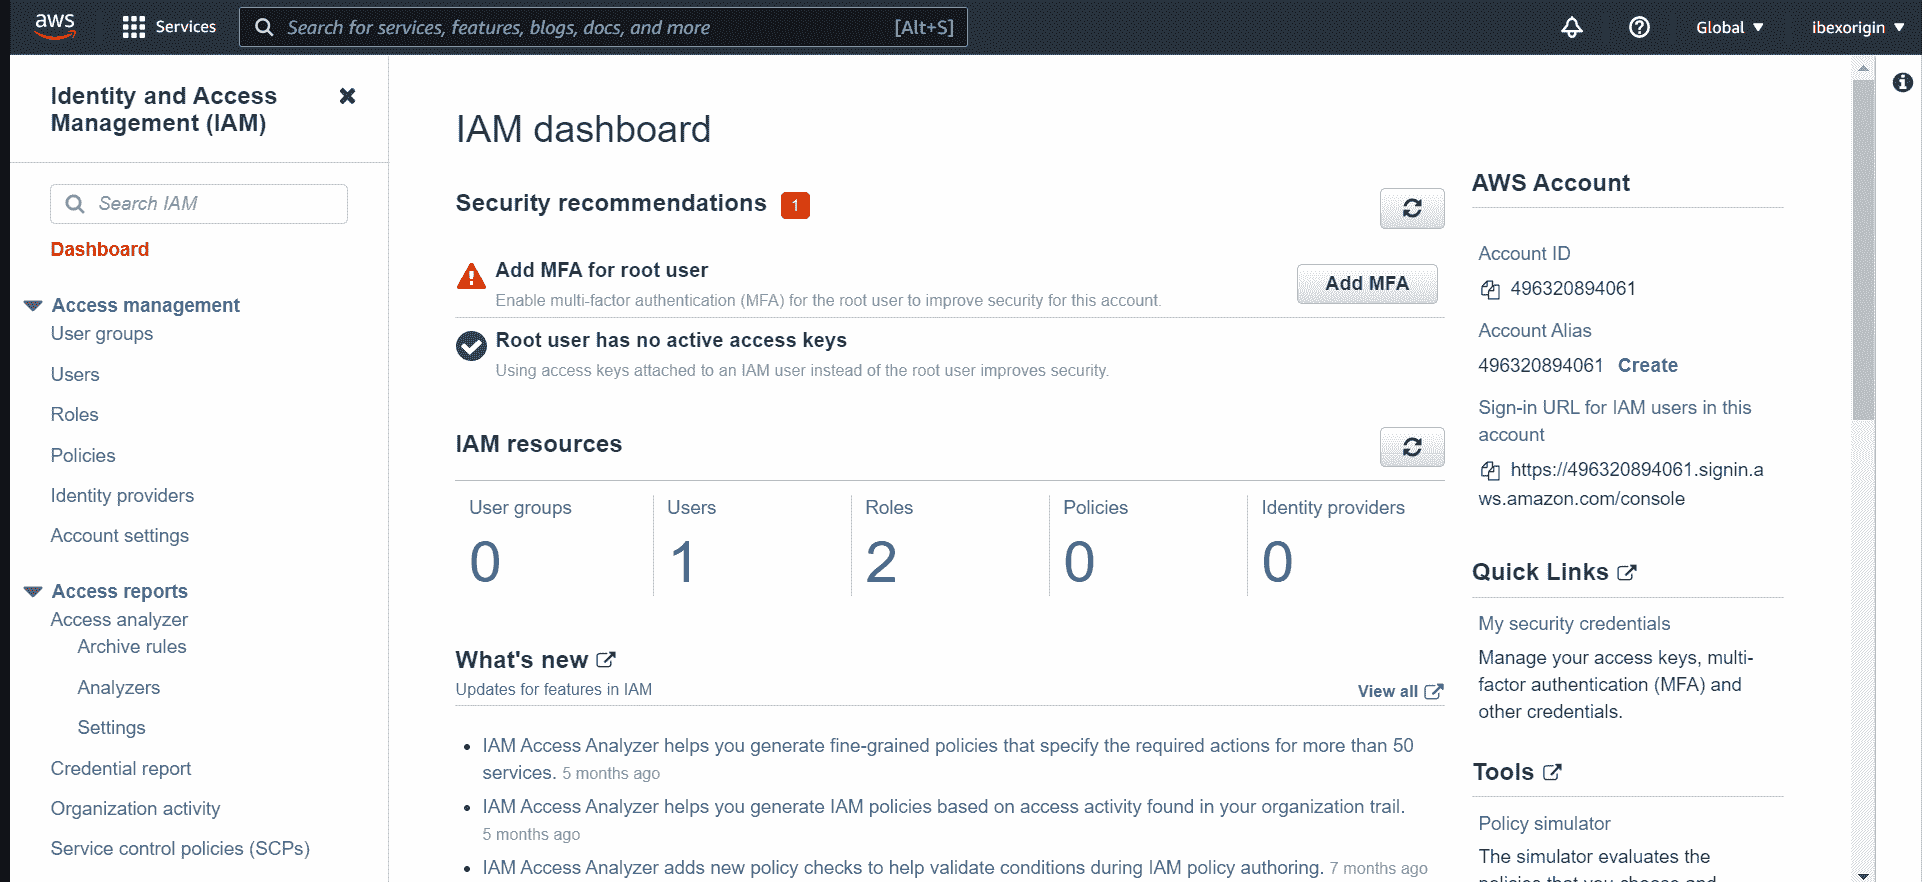 aws
Services
Search for services, features, blogs, docs, and more
[Alt+S]
Global
ibexorigin
Identity and Access
Management (IAM)
Search IAM
Dashboard
Access management
User groups
Users
Roles
Policies
Identity providers
Account settings
Access reports
Access analyzer
Archive rules
Analyzers
Settings
Credential report
Organization activity
Service control policies (SCPs)
IAM dashboard
Security recommendations 1
Add MFA for root user
Enable multi-factor authentication (MFA) for the root user to improve security for this account.
Add MFA
Root user has no active access keys
Using access keys attached to an IAM user instead of the root user improves security.
IAM resources
User groups
0
Users
1
Roles
2
Policies
0
Identity providers
0
What's new
Updates for features in IAM
View all
IAM Access Analyzer helps you generate fine-grained policies that specify the required actions for more than 50
services. 5 months ago
IAM Access Analyzer helps you generate IAM policies based on access activity found in your organization trail.
5 months ago
IAM Access Analyzer adds new policy checks to help validate conditions during IAM policy authoring. 7 months ago
AWS Account
Account ID
496320894061
Account Alias
496320894061 Create
Sign-in URL for IAM users in this
account
https://496320894061.signin.a
ws.amazon.com/console
Quick Links
My security credentials
Manage your access keys, multi-
factor authentication (MFA) and
other credentials.
Tools
Policy simulator
The simulator evaluates the
policies that you choose and